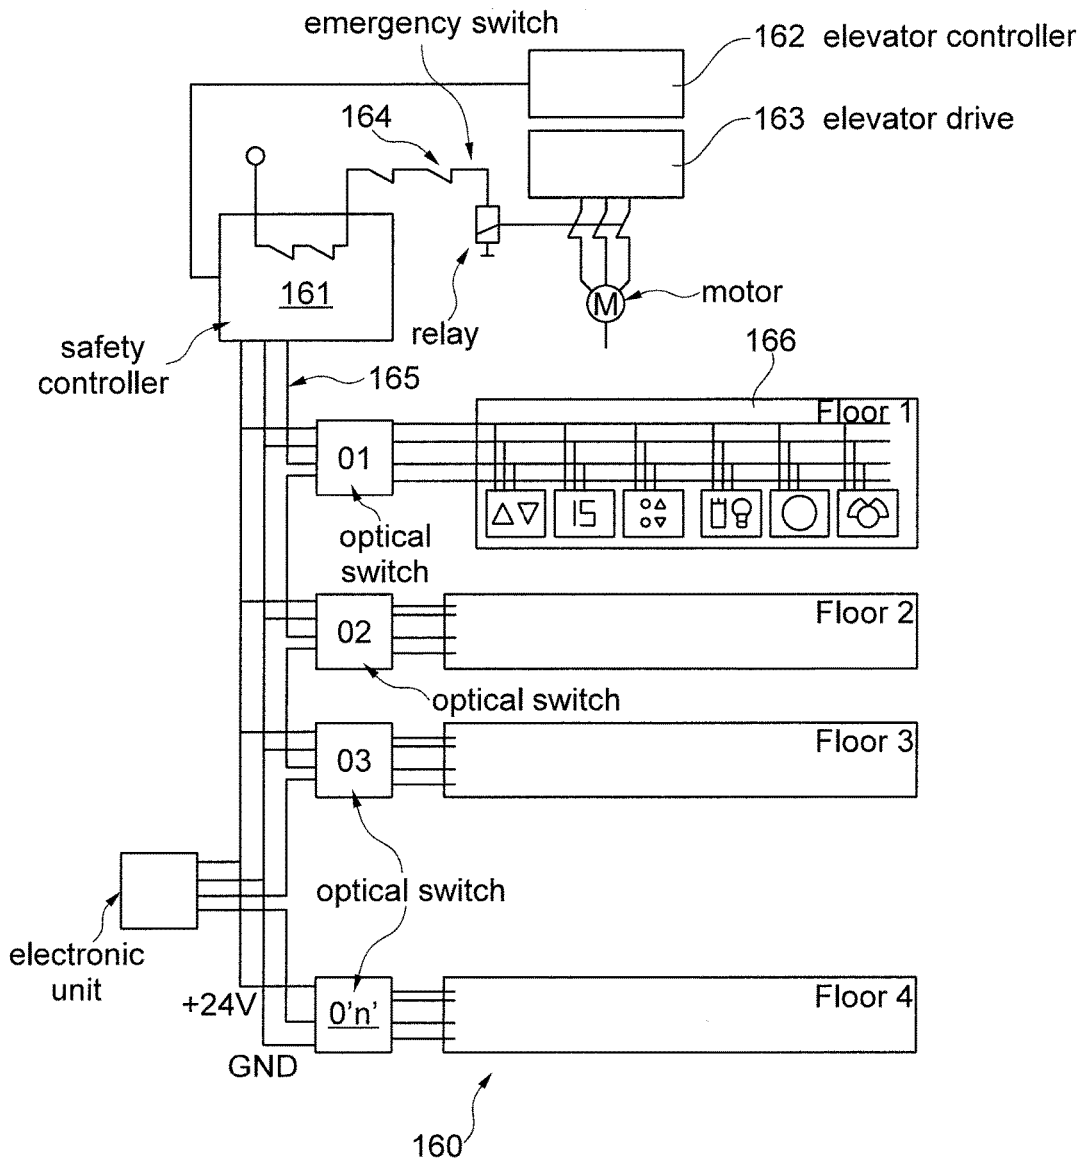 emergency switch
162 elevator controller
164
163 elevator drive
161
relay
M
motor
safety
controller
165
166
Floor 1
01
15
optical
switch
02
Floor 2
optical switch
03
Floor 3
optical switch
electronic
unit
+24V
0'n'
Floor 4
GND
160